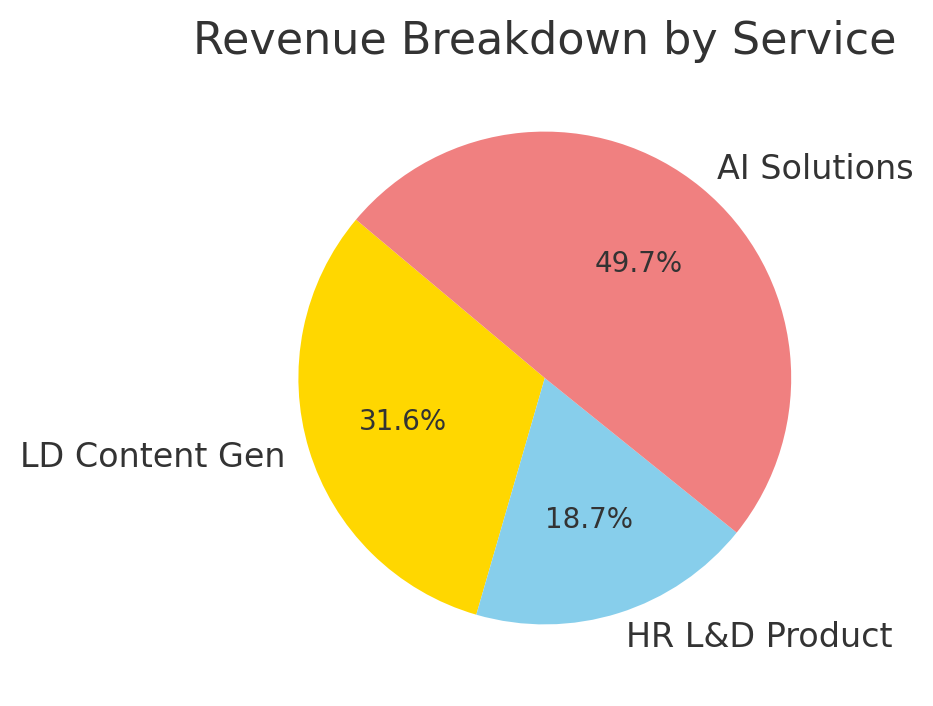 Revenue Breakdown by Service
AI Solutions
49.7%
31.6%
LD Content Gen
18.7%
HR L&D Product